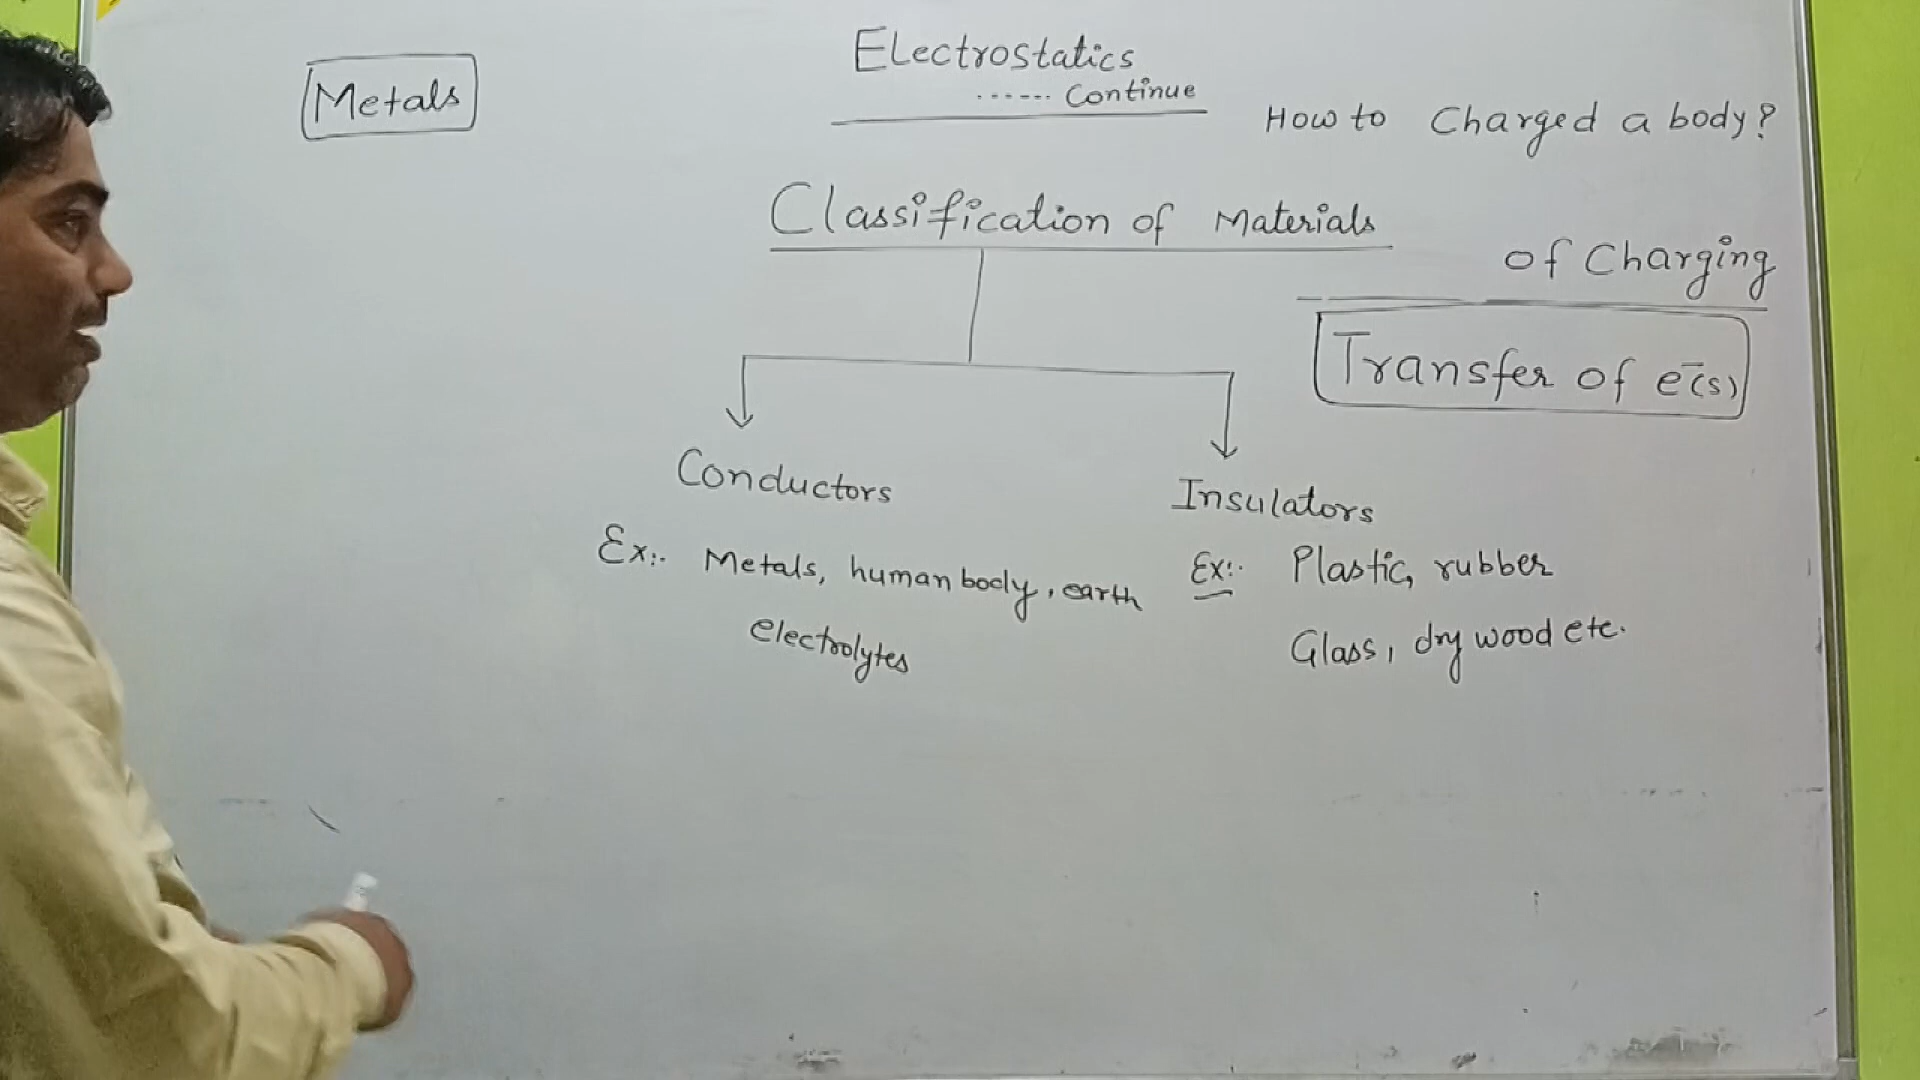 Metals
Electrostatics
...... Continue
How to Charged a body?
Classification of Materials
of Charging
Transfer of e⁻(s)
Conductors
Insulators
Ex:- Metals, human body, earth
electrolytes
Ex:- Plastic, rubber
Glass, dry wood etc.